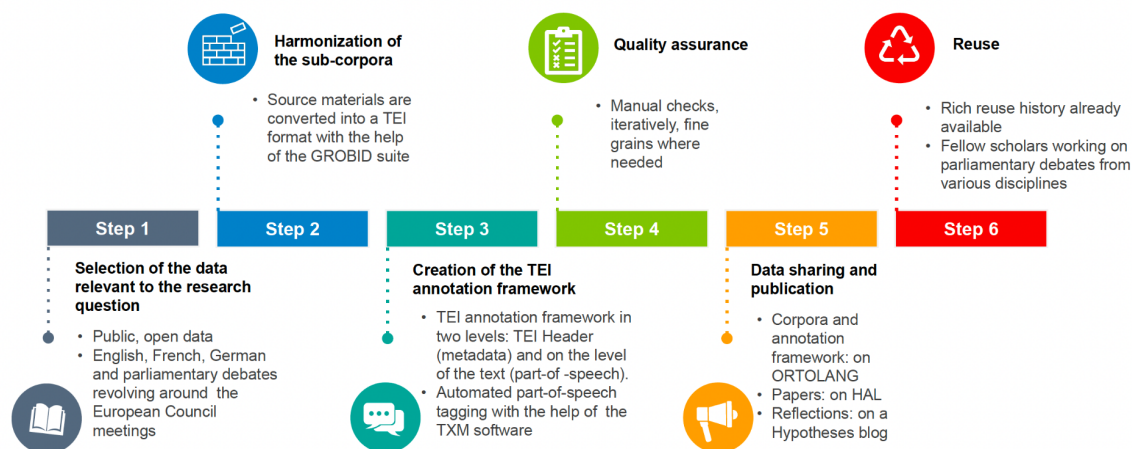 Harmonization of
the sub-corpora
• Source materials are
converted into a TEI
format with the help
of the GROBID suite
Quality assurance
• Manual checks,
iteratively, fine
grains where
needed
Reuse
• Rich reuse history already
available
• Fellow scholars working on
parliamentary debates from
various disciplines
Step 1
Step 2
Step 3
Step 4
Step 5
Step 6
Selection of the data
relevant to the research
question
• Public, open data
• English, French, German
and parliamentary debates
revolving around the
European Council
meetings
Creation of the TEI
annotation framework
• TEI annotation framework in
two levels: TEI Header
(metadata) and on the level
of the text (part-of -speech).
• Automated part-of-speech
tagging with the help of the
TXM software
Data sharing and
publication
• Corpora and
annotation
framework: on
ORTOLANG
• Papers: on HAL
• Reflections: on a
Hypotheses blog